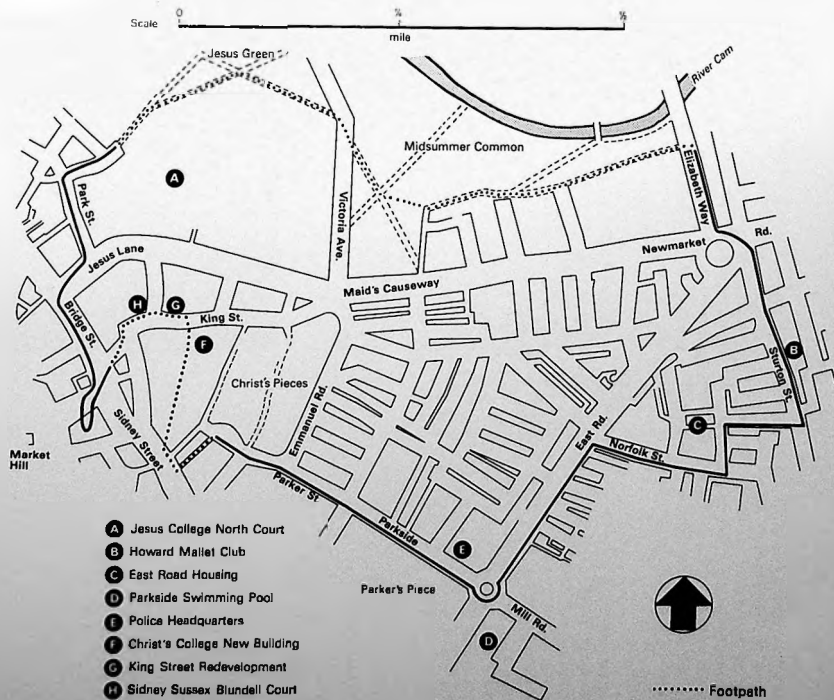 Scale
0 ¼ ½
mile
Jesus Green
River Cam
Midsummer Common
A
Park St.
Victoria Ave.
Elizabeth Way
Jesus Lane
Newmarket Rd.
Maid's Causeway
Bridge St.
H G
King St.
F
B
Sturton St.
Christ's Pieces
Emmanuel Rd.
Sidney Street
East Rd.
C
Norfolk St.
Market
Hill
Parker St.
Parkside
E
Parker's Piece
Mill Rd.
D
A Jesus College North Court
B Howard Mallet Club
C East Road Housing
D Parkside Swimming Pool
E Police Headquarters
F Christ's College New Building
G King Street Redevelopment
H Sidney Sussex Blundell Court
Footpath